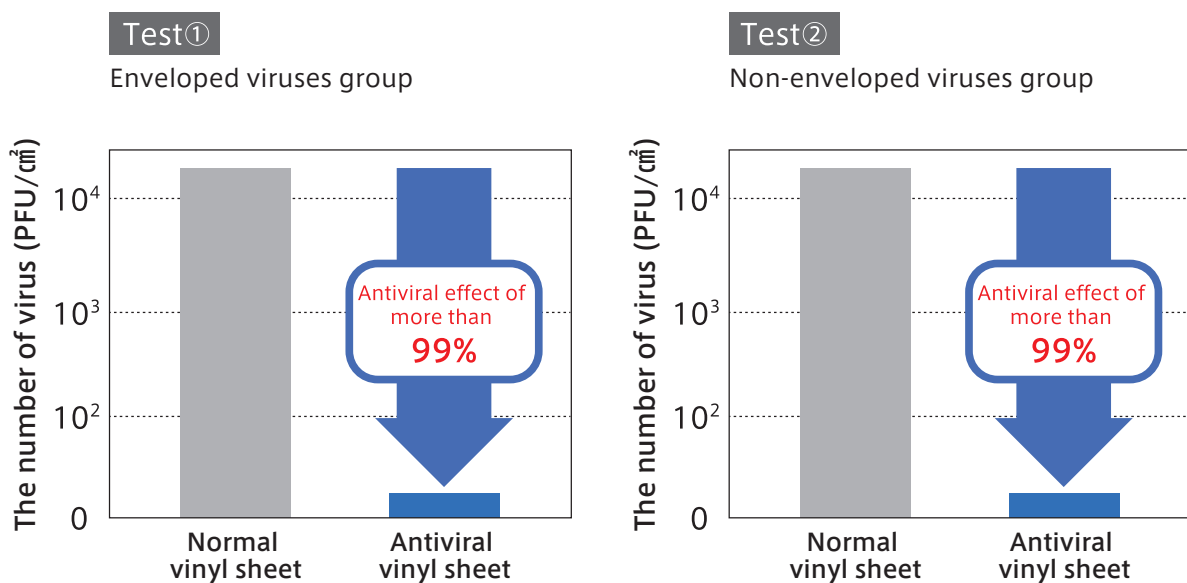 Test①
Enveloped viruses group
The number of virus (PFU/㎠)
10⁴
10³
10²
0
Antiviral effect of
more than
99%
Normal
vinyl sheet
Antiviral
vinyl sheet
Test②
Non-enveloped viruses group
The number of virus (PFU/㎠)
10⁴
10³
10²
0
Antiviral effect of
more than
99%
Normal
vinyl sheet
Antiviral
vinyl sheet